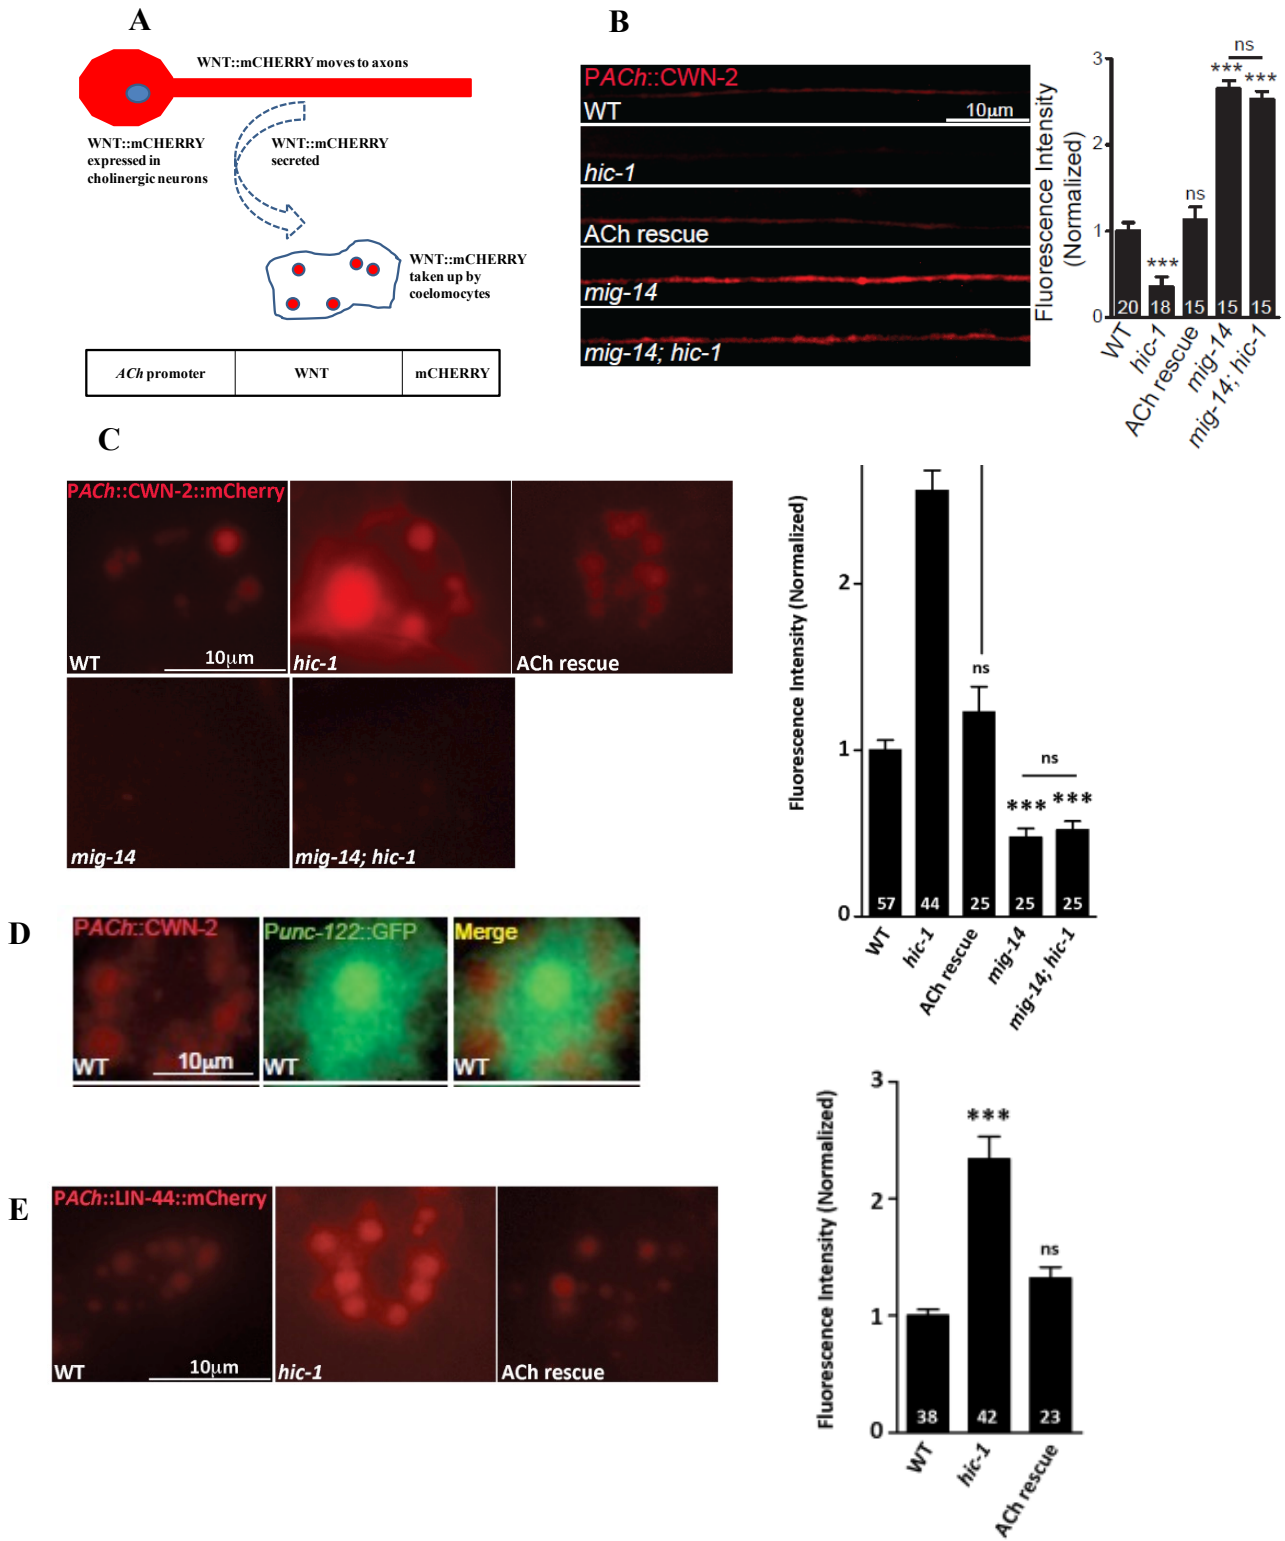 A
WNT::mCHERRY moves to axons
WNT::mCHERRY
expressed in
cholinergic neurons
WNT::mCHERRY
secreted
WNT::mCHERRY
taken up by
coelomocytes
ACh promoter
WNT
mCHERRY
B
PACh::CWN-2
WT
10µm
hic-1
ACh rescue
mig-14
mig-14; hic-1
Fluorescence Intensity
(Normalized)
3
2
1
0
ns
***
ns
***
***
20
18
15
15
15
WT
hic-1
ACh rescue
mig-14
mig-14; hic-1
C
PACh::CWN-2::mCherry
WT
10µm
hic-1
ACh rescue
mig-14
mig-14; hic-1
Fluorescence Intensity (Normalized)
2
1
0
ns
ns
***
***
57
44
25
25
25
WT
hic-1
ACh rescue
mig-14
mig-14; hic-1
D
PACh::CWN-2
WT
10µm
Punc-122::GFP
WT
Merge
WT
E
PACh::LIN-44::mCherry
WT
10µm
hic-1
ACh rescue
Fluorescence Intensity (Normalized)
3
2
1
0
***
ns
38
42
23
WT
hic-1
ACh rescue